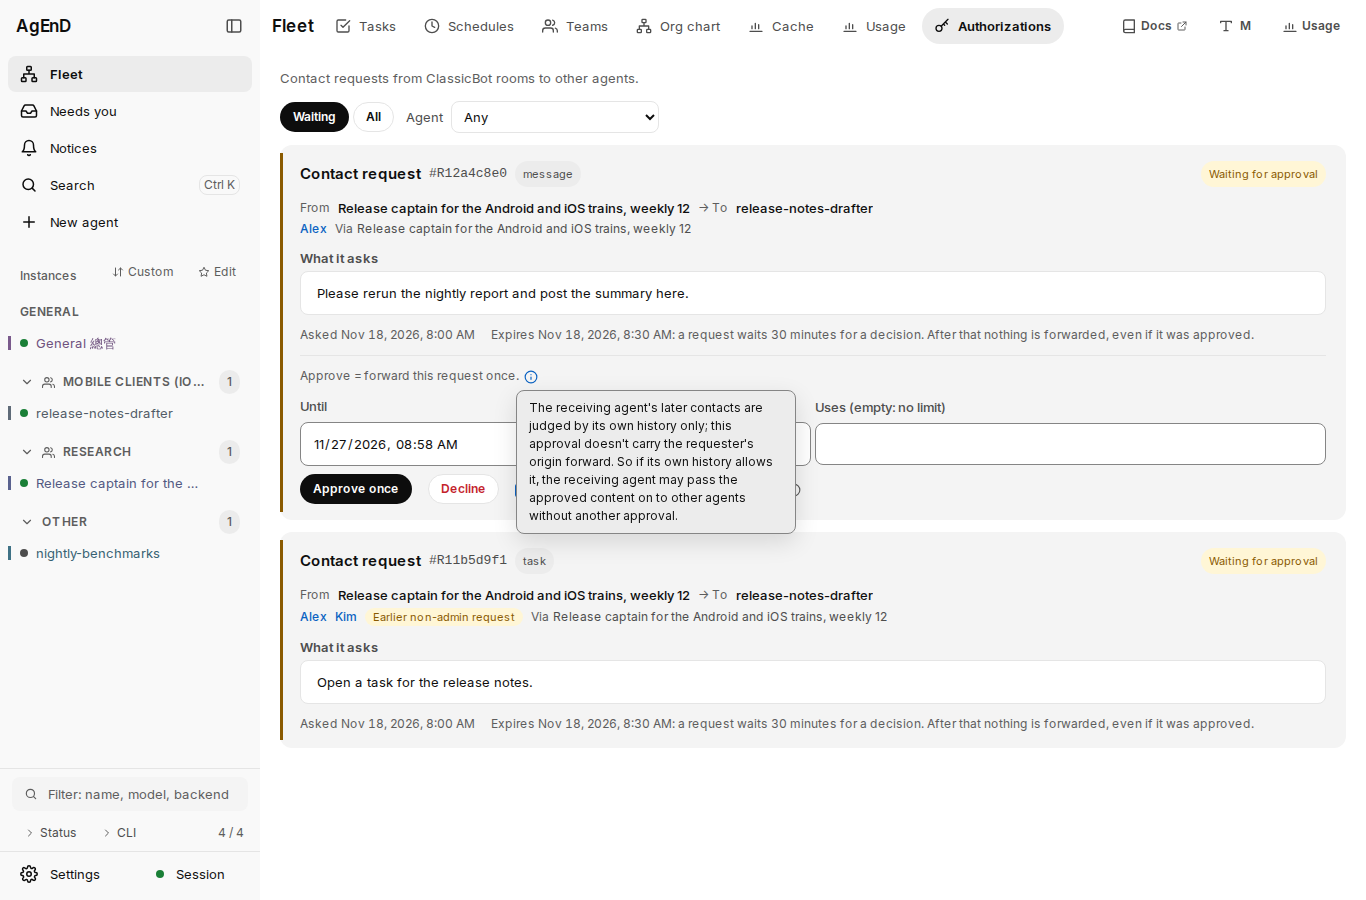 AgEnD
Fleet
Needs you
Notices
Search
Ctrl K
New agent
Instances
Custom
Edit
GENERAL
General 總管
MOBILE CLIENTS (IO...
1
release-notes-drafter
RESEARCH
1
Release captain for the ...
OTHER
1
nightly-benchmarks
Filter: name, model, backend
Status
CLI
4 / 4
Settings
Session
Fleet
Tasks
Schedules
Teams
Org chart
Cache
Usage
Authorizations
Docs
M
Usage
Contact requests from ClassicBot rooms to other agents.
Waiting
All
Agent
Any
Contact request #R12a4c8e0 message
Waiting for approval
From Release captain for the Android and iOS trains, weekly 12 → To release-notes-drafter
Alex Via Release captain for the Android and iOS trains, weekly 12
What it asks
Please rerun the nightly report and post the summary here.
Asked Nov 18, 2026, 8:00 AM Expires Nov 18, 2026, 8:30 AM: a request waits 30 minutes for a decision. After that nothing is forwarded, even if it was approved.
Approve = forward this request once.
The receiving agent's later contacts are
judged by its own history only; this
approval doesn't carry the requester's
origin forward. So if its own history allows
it, the receiving agent may pass the
approved content on to other agents
without another approval.
Until
11/27/2026, 08:58 AM
Uses (empty: no limit)
Approve once
Decline
Contact request #R11b5d9f1 task
Waiting for approval
From Release captain for the Android and iOS trains, weekly 12 → To release-notes-drafter
Alex Kim Earlier non-admin request Via Release captain for the Android and iOS trains, weekly 12
What it asks
Open a task for the release notes.
Asked Nov 18, 2026, 8:00 AM Expires Nov 18, 2026, 8:30 AM: a request waits 30 minutes for a decision. After that nothing is forwarded, even if it was approved.